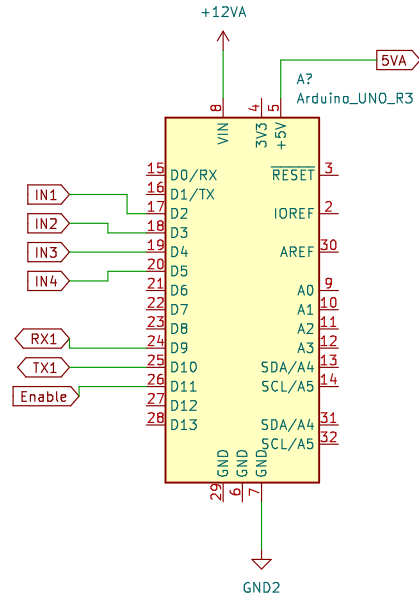 +12VA
5VA
A?
Arduino_UNO_R3
8
4
5
VIN
3V3
+5V
15 D0/RX
RESET 3
16 D1/TX
IN1
17 D2
IOREF 2
IN2
18 D3
IN3
19 D4
AREF 30
IN4
20 D5
21 D6
A0 9
22 D7
A1 10
23 D8
A2 11
RX1
24 D9
A3 12
TX1
25 D10
SDA/A4 13
Enable
26 D11
SCL/A5 14
27 D12
28 D13
SDA/A4 31
SCL/A5 32
GND
GND
GND
29
6
7
GND2